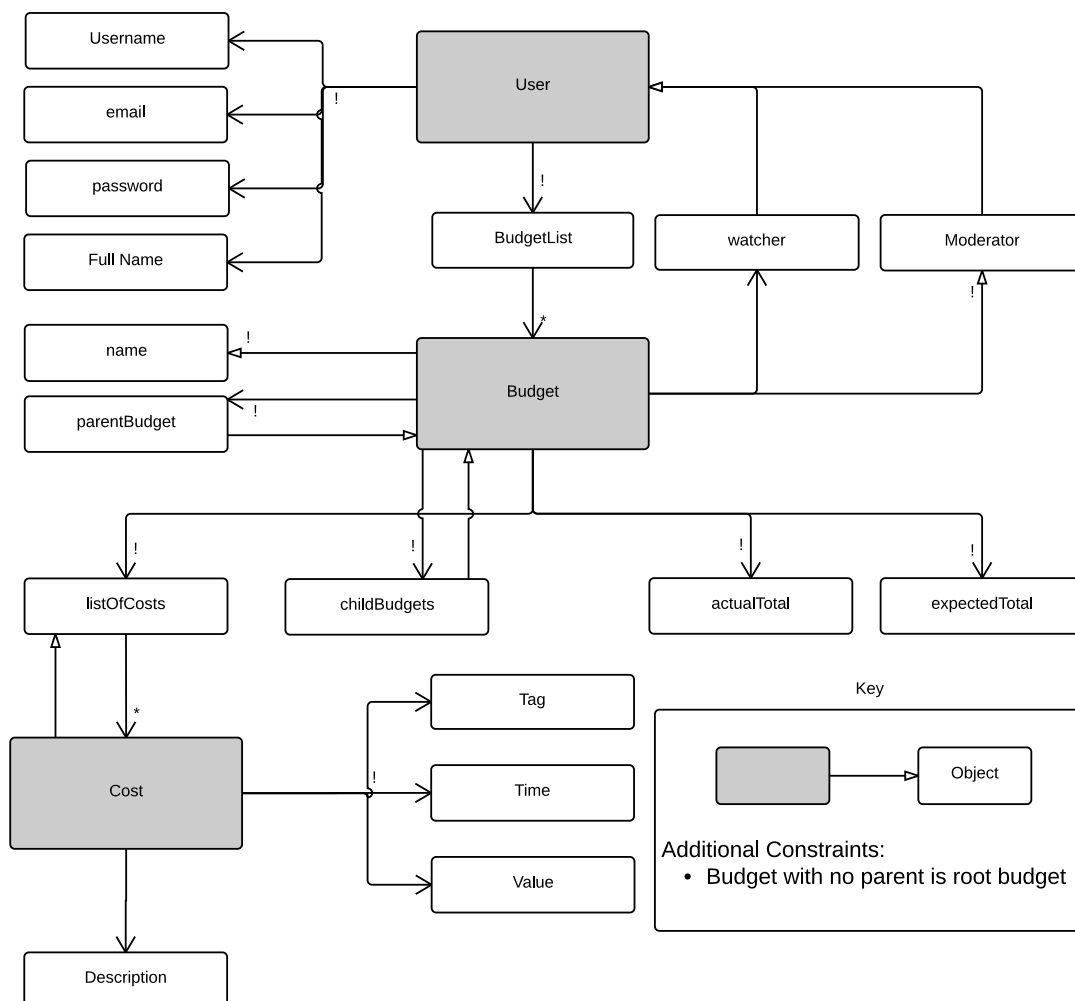 Username
User
email
!
password
!
BudgetList
watcher
Moderator
Full Name
!
*
!
name
Budget
!
parentBudget
!
!
!
!
listOfCosts
childBudgets
actualTotal
expectedTotal
Key
Tag
*
!
Object
Cost
Time
Additional Constraints:
• Budget with no parent is root budget
Value
Description